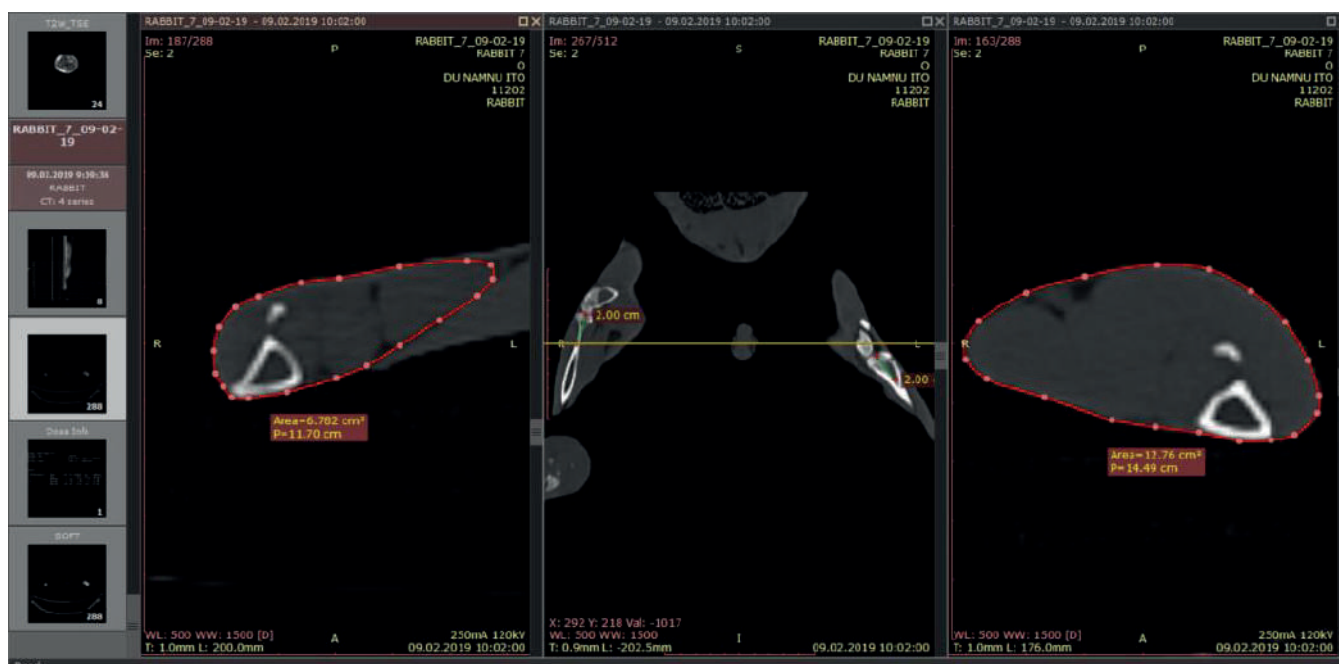 T2W_TSE
24
RABBIT_7_09-02-19
09.02.2019 9:39:36
RABBIT
CT: 4 series
8
288
Dose Info
1
SOFT
288
RABBIT_7_09-02-19 - 09.02.2019 10:02:00
Im: 187/288
Se: 2
P
RABBIT_7_09-02-19
RABBIT 7
O
DU NAMNU ITO
11202
RABBIT
R
L
Area=6.782 cm²
P=11.70 cm
WL: 500 WW: 1500 [D]
T: 1.0mm L: 200.0mm
A
250mA 120kV
09.02.2019 10:02:00
RABBIT_7_09-02-19 - 09.02.2019 10:02:00
Im: 267/512
Se: 2
S
RABBIT_7_09-02-19
RABBIT 7
O
DU NAMNU ITO
11202
RABBIT
2.00 cm
R
L
2.00
X: 292 Y: 218 Val: -1017
WL: 500 WW: 1500
T: 0.9mm L: -202.5mm
I
09.02.2019 10:02:00
RABBIT_7_09-02-19 - 09.02.2019 10:02:00
Im: 163/288
Se: 2
P
RABBIT_7_09-02-19
RABBIT 7
O
DU NAMNU ITO
11202
RABBIT
R
L
Area=12.76 cm²
P=14.49 cm
WL: 500 WW: 1500 [D]
T: 1.0mm L: 176.0mm
A
250mA 120kV
09.02.2019 10:02:00